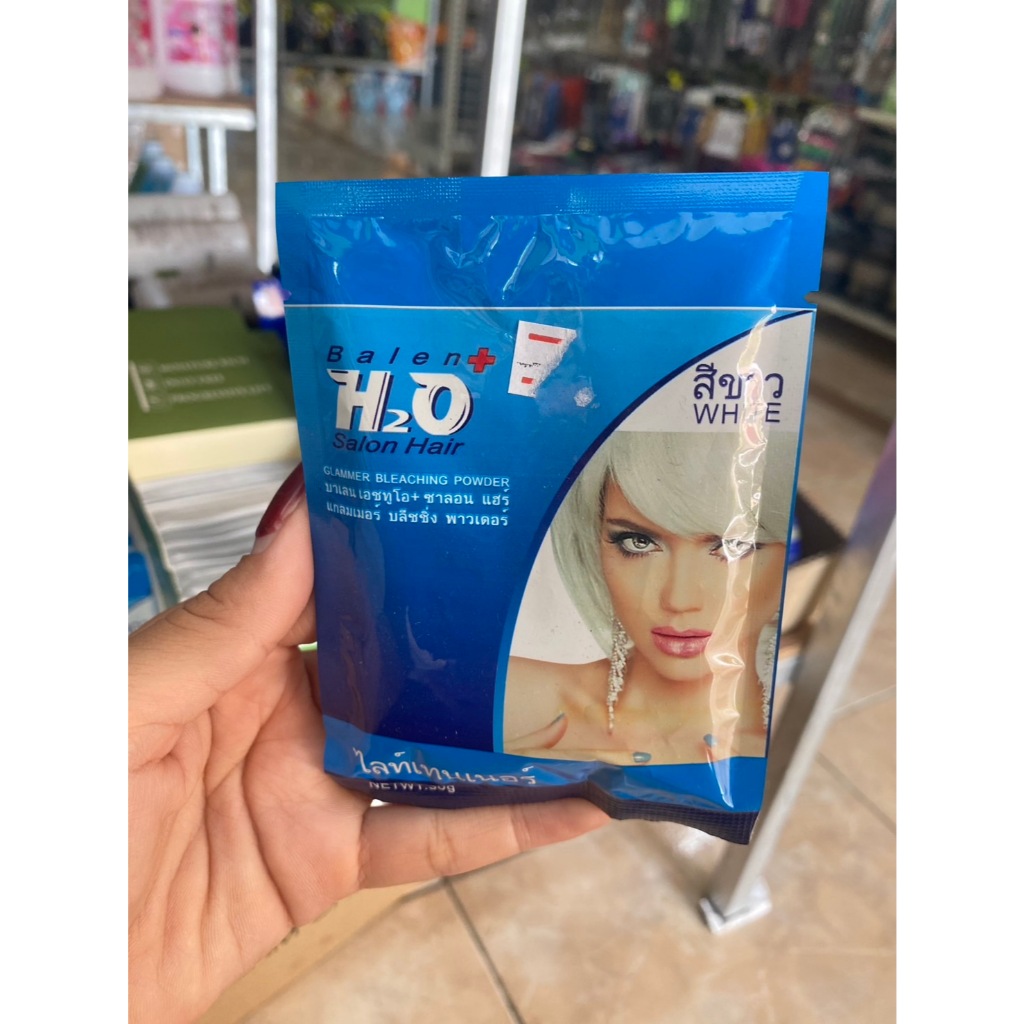 Balen
H2O
Salon Hair
GLAMMER BLEACHING POWDER
บาเลน เอชทูโอ+ ซาลอน แฮร์
แกลมเมอร์ บลีชชิ่ง พาวเดอร์
สีขาว
WHITE
ไลท์เทนเนอร์